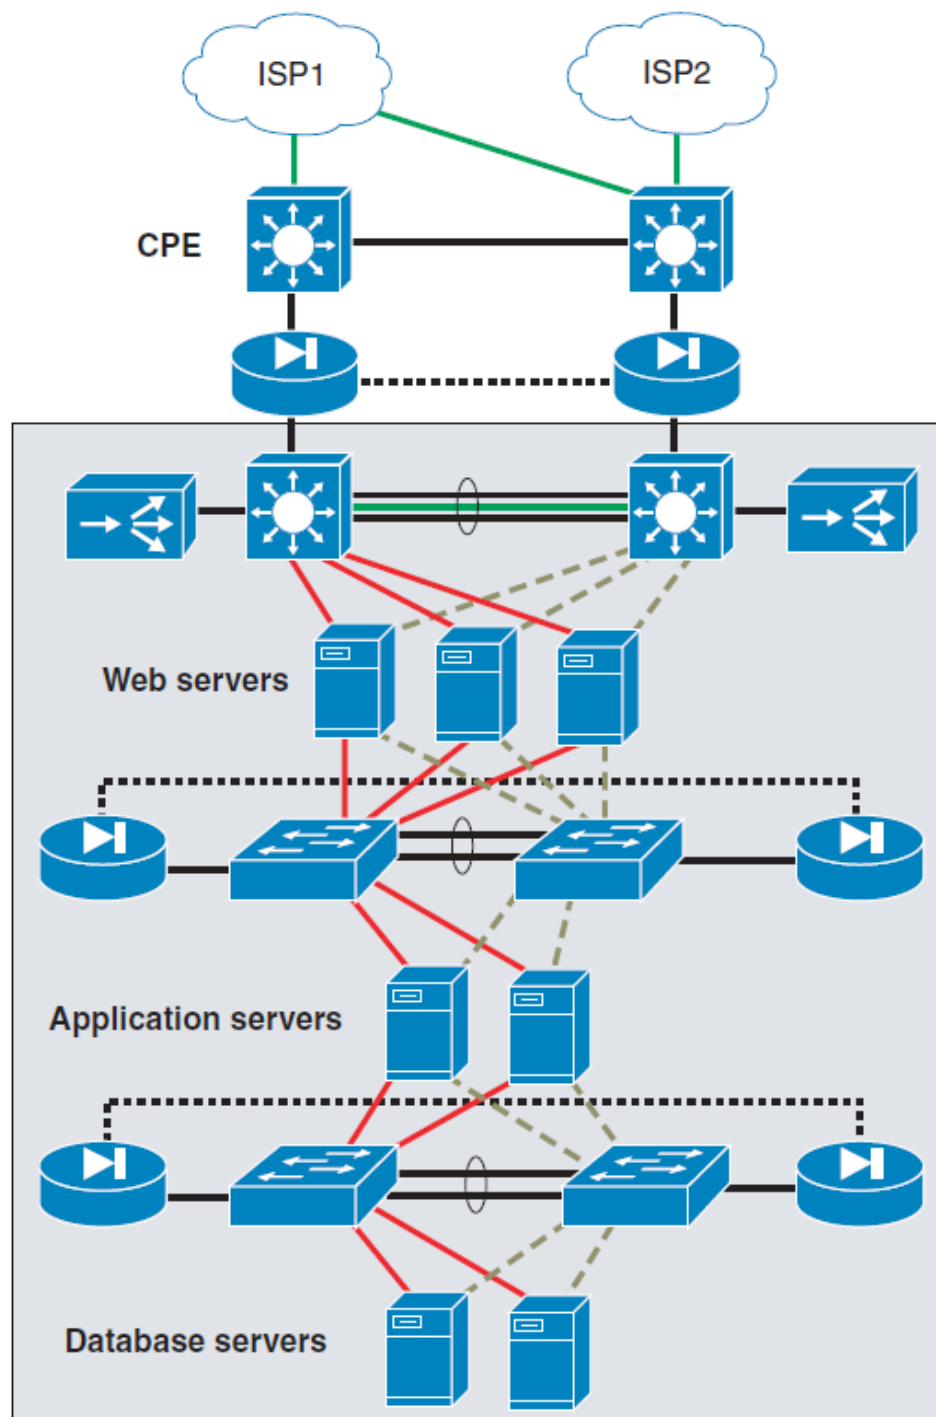 ISP1
ISP2
CPE
Web servers
Application servers
Database servers